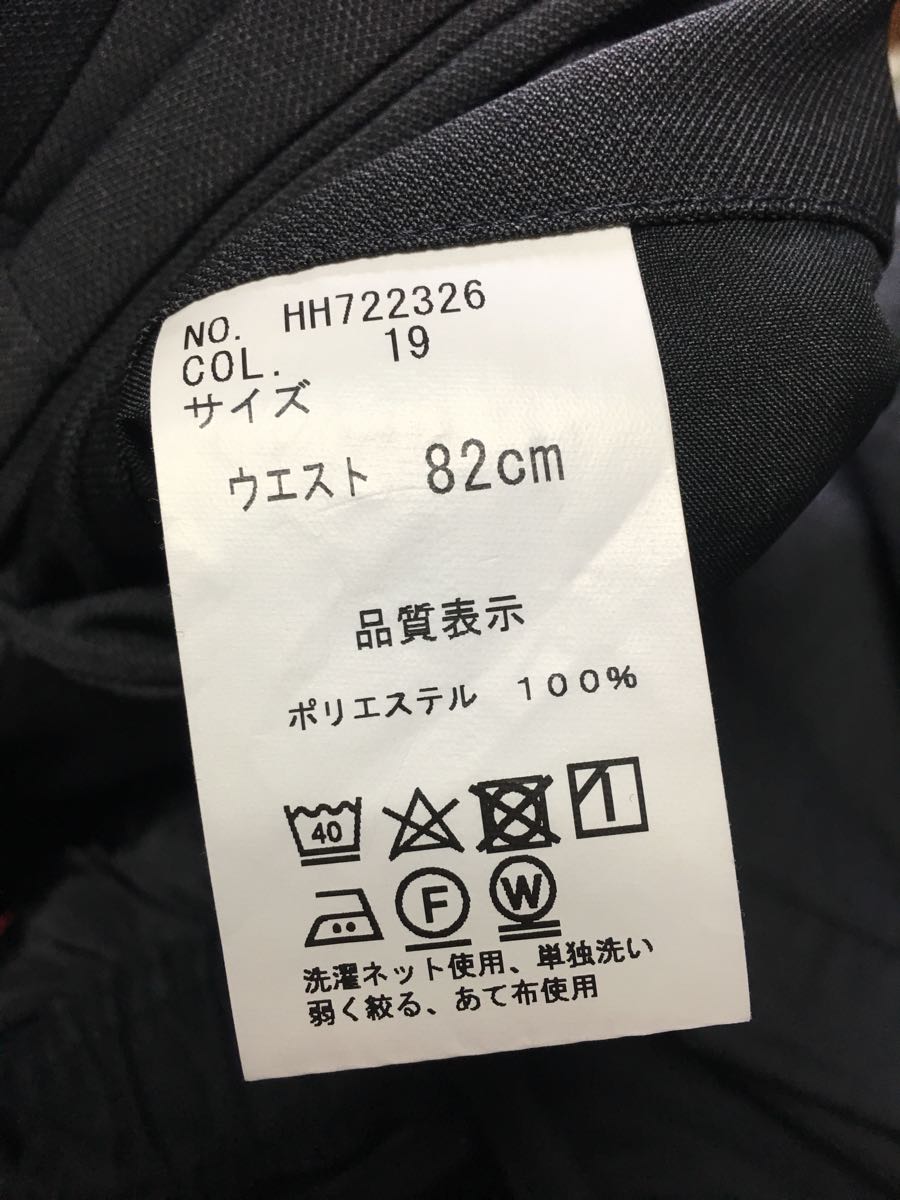 NO. HH722326
COL. 19
サイズ
ウエスト 82cm
品質表示
ポリエステル 100%
40
F W
洗濯ネット使用、単独洗い
弱く絞る、あて布使用